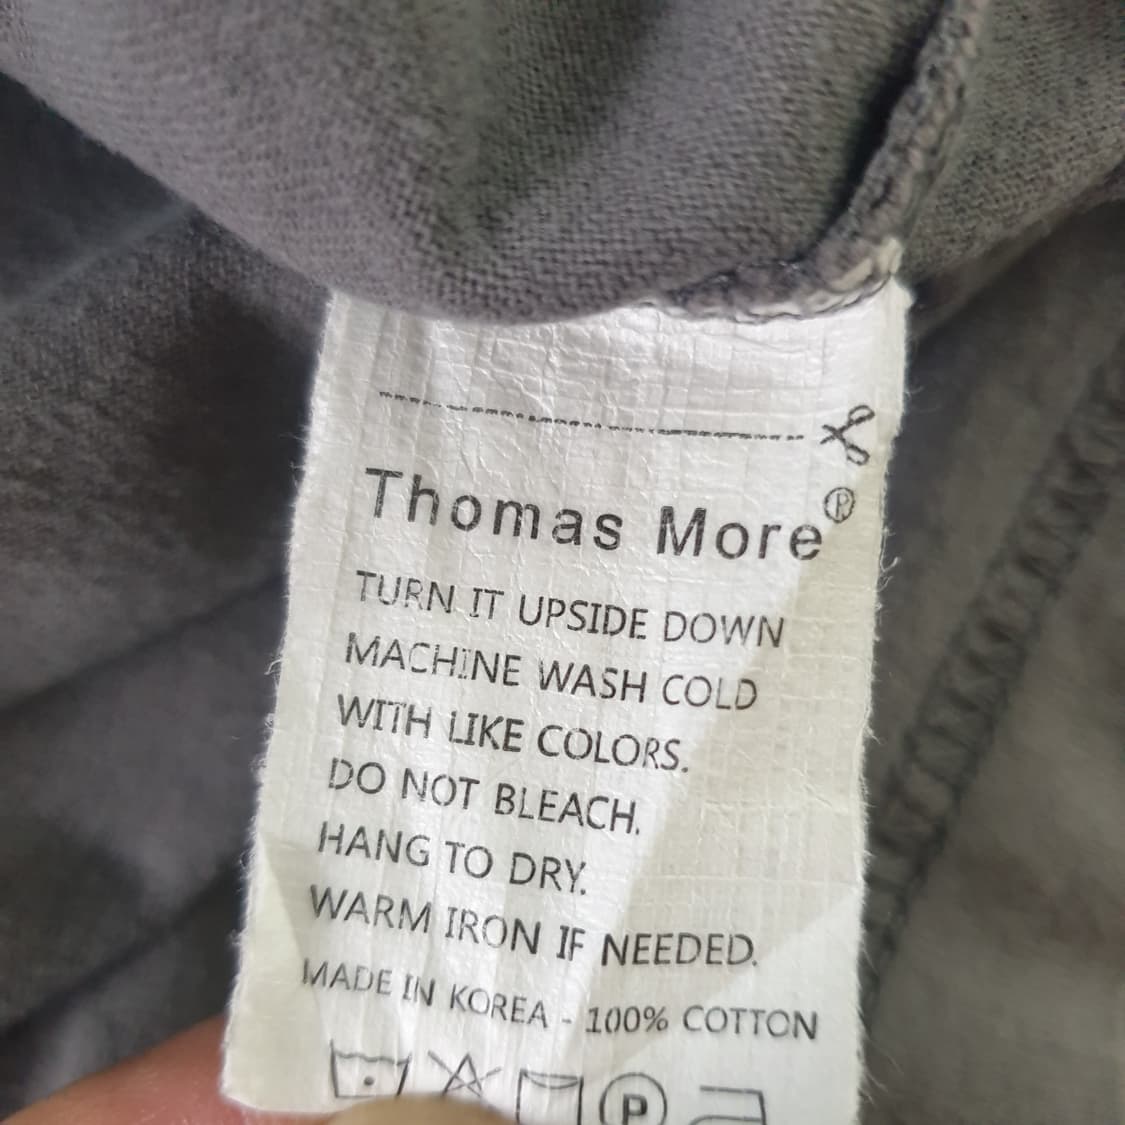 Thomas More®
TURN IT UPSIDE DOWN
MACHINE WASH COLD
WITH LIKE COLORS.
DO NOT BLEACH.
HANG TO DRY.
WARM IRON IF NEEDED.
MADE IN KOREA - 100% COTTON
P